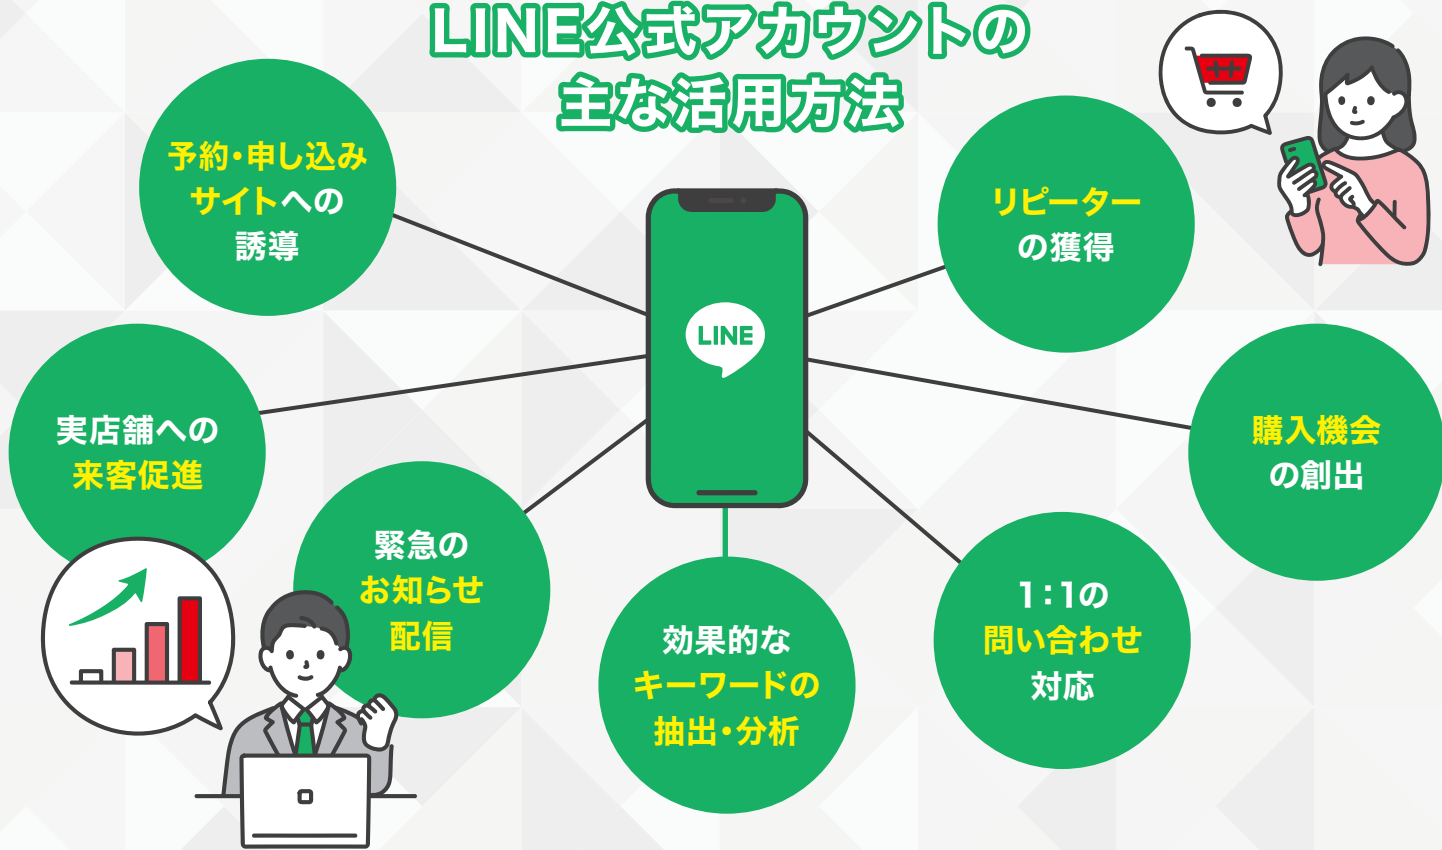 LINE公式アカウントの
主な活用方法
予約・申し込み
サイトへの
誘導
リピーター
の獲得
LINE
実店舗への
来客促進
購入機会
の創出
緊急の
お知らせ
配信
効果的な
キーワードの
抽出・分析
1:1の
問い合わせ
対応